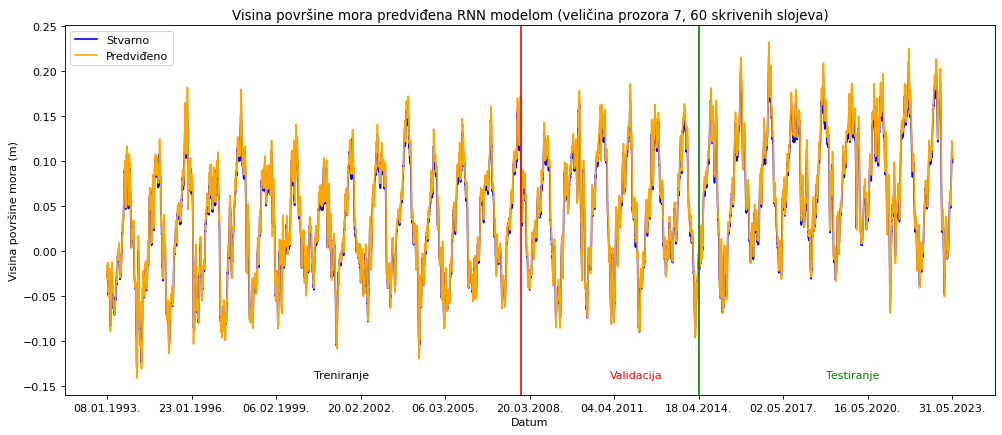 Visina površine mora predviđena RNN modelom (veličina prozora 7, 60 skrivenih slojeva)
Stvarno
Predviđeno
Visina površine mora (m)
0.25
0.20
0.15
0.10
0.05
0.00
−0.05
−0.10
−0.15
Treniranje
Validacija
Testiranje
08.01.1993.
23.01.1996.
06.02.1999.
20.02.2002.
06.03.2005.
20.03.2008.
04.04.2011.
18.04.2014.
02.05.2017.
16.05.2020.
31.05.2023.
Datum